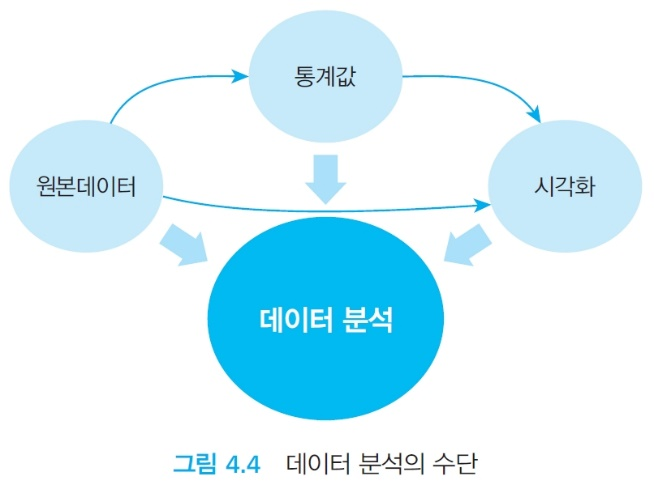 통계값
원본데이터
시각화
데이터 분석
그림 4.4 데이터 분석의 수단